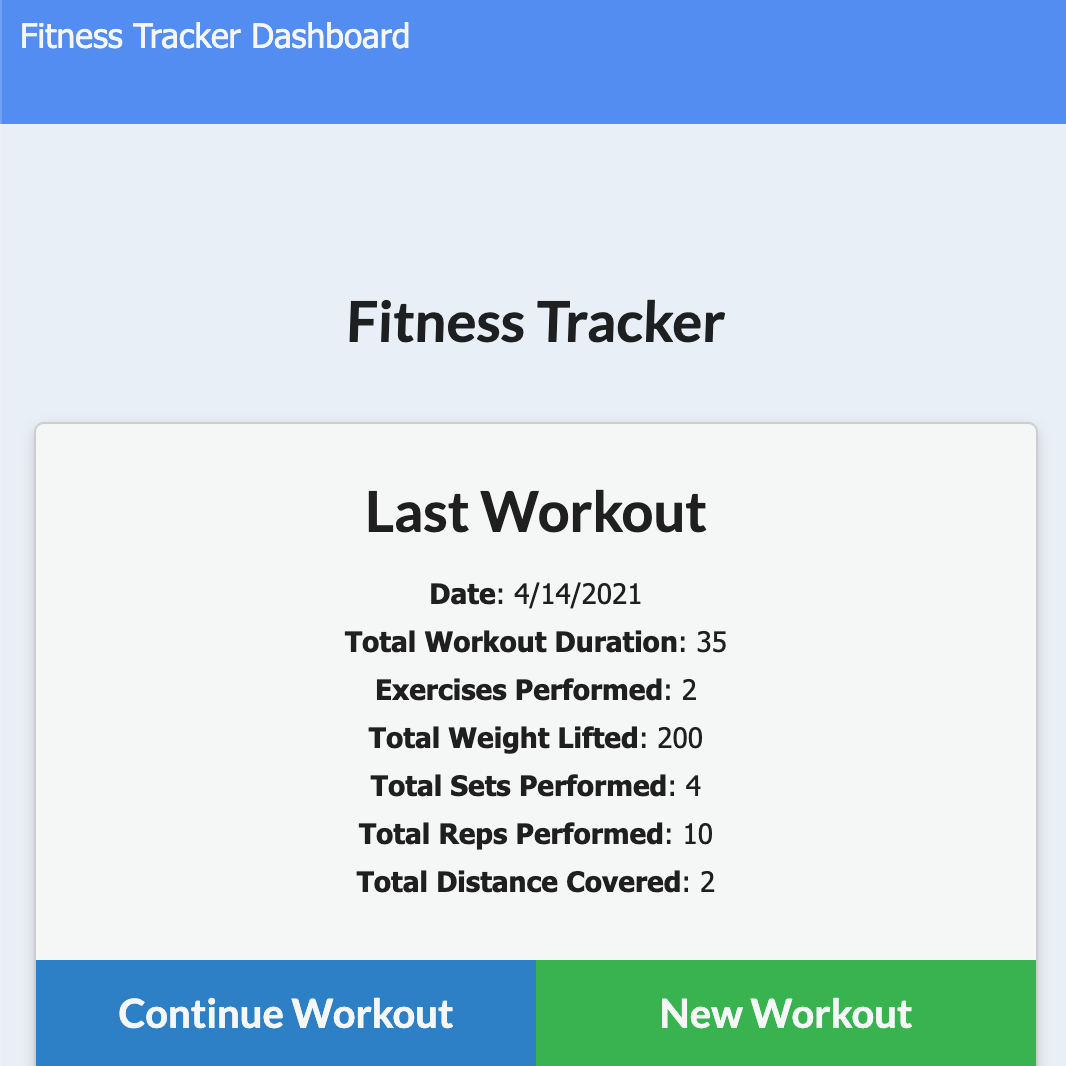 Fitness Tracker Dashboard
Fitness Tracker
Last Workout
Date: 4/14/2021
Total Workout Duration: 35
Exercises Performed: 2
Total Weight Lifted: 200
Total Sets Performed: 4
Total Reps Performed: 10
Total Distance Covered: 2
Continue Workout
New Workout